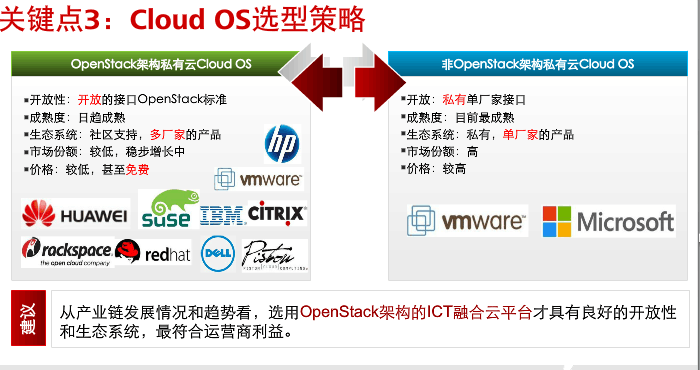 关键点3：Cloud OS选型策略
OpenStack架构私有云Cloud OS
▪开放性：开放的接口OpenStack标准
▪成熟度：日趋成熟
▪生态系统：社区支持，多厂家的产品
▪市场份额：较低，稳步增长中
▪价格：较低，甚至免费
hp
vmware
HUAWEI
SUSE
IBM
CITRIX
rackspace
the open cloud company
redhat
DELL
Piston
非OpenStack架构私有云Cloud OS
▪开放：私有单厂家接口
▪成熟度：目前最成熟
▪生态系统：私有，单厂家的产品
▪市场份额：高
▪价格：较高
vmware
Microsoft
建议
从产业链发展情况和趋势看，选用OpenStack架构的ICT融合云平台才具有良好的开放性
和生态系统，最符合运营商利益。